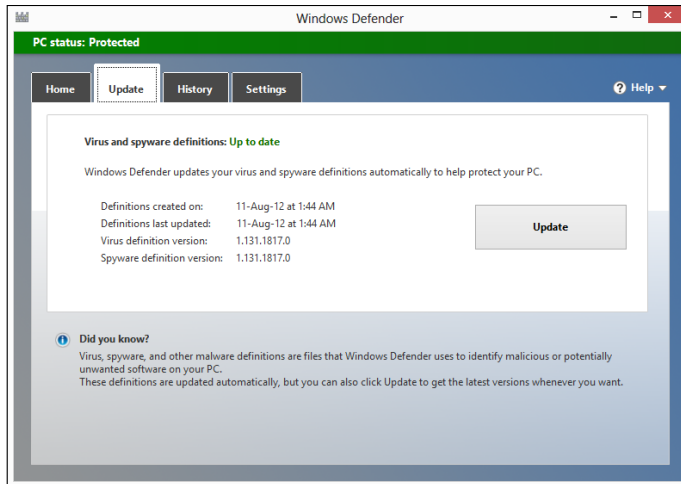 Windows Defender
PC status: Protected
Home Update History Settings Help
Virus and spyware definitions: Up to date
Windows Defender updates your virus and spyware definitions automatically to help protect your PC.
Definitions created on: 11-Aug-12 at 1:44 AM
Definitions last updated: 11-Aug-12 at 1:44 AM
Virus definition version: 1.131.1817.0
Spyware definition version: 1.131.1817.0
Update
Did you know?
Virus, spyware, and other malware definitions are files that Windows Defender uses to identify malicious or potentially
unwanted software on your PC.
These definitions are updated automatically, but you can also click Update to get the latest versions whenever you want.